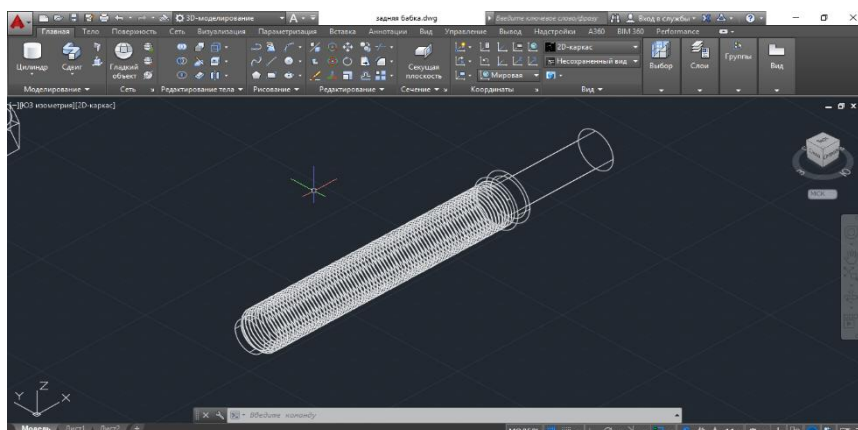 3D-моделирование
задняя бабка.dwg
Введите ключевое слово/фразу
Вход в службы
Главная Тело Поверхность Сеть Визуализация Параметризация Вставка Аннотации Вид Управление Вывод Надстройки A360 BIM 360 Performance
Цилиндр Сдвиг Гладкий объект Секущая плоскость 2D-каркас Несохраненный вид Мировая Выбор Слои Группы Вид
Моделирование Сеть Редактирование тела Рисование Редактирование Сечение Координаты Вид
[–][ЮЗ изометрия][2D-каркас]
МСК
Z
Y X
Введите команду
Модель Лист1 Лист2 +